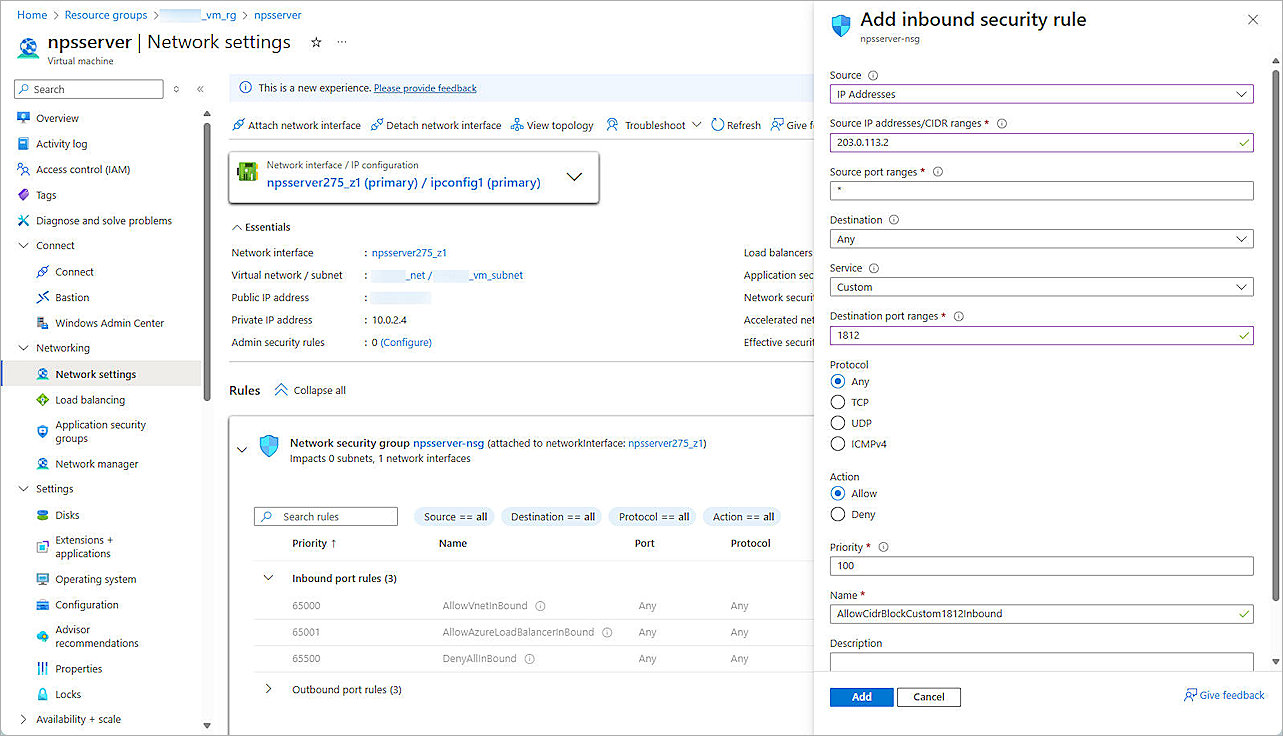 Home > Resource groups > _vm_rg > npsserver
npsserver | Network settings
Virtual machine
Search
Overview
Activity log
Access control (IAM)
Tags
Diagnose and solve problems
Connect
Connect
Bastion
Windows Admin Center
Networking
Network settings
Load balancing
Application security
groups
Network manager
Settings
Disks
Extensions +
applications
Operating system
Configuration
Advisor
recommendations
Properties
Locks
Availability + scale
This is a new experience. Please provide feedback
Attach network interface Detach network interface View topology Troubleshoot Refresh Give f
Network interface / IP configuration
npsserver275_z1 (primary) / ipconfig1 (primary)
Essentials
Network interface : npsserver275_z1
Virtual network / subnet : _net / _vm_subnet
Public IP address :
Private IP address : 10.0.2.4
Admin security rules : 0 (Configure)
Load balancers
Application secu
Network securi
Accelerated net
Effective securit
Rules Collapse all
Network security group npsserver-nsg (attached to networkInterface: npsserver275_z1)
Impacts 0 subnets, 1 network interfaces
Search rules Source == all Destination == all Protocol == all Action == all
Priority ↑ Name Port Protocol
Inbound port rules (3)
65000 AllowVnetInBound Any Any
65001 AllowAzureLoadBalancerInBound Any Any
65500 DenyAllInBound Any Any
Outbound port rules (3)
Add inbound security rule
npsserver-nsg
Source
IP Addresses
Source IP addresses/CIDR ranges *
203.0.113.2
Source port ranges *
*
Destination
Any
Service
Custom
Destination port ranges *
1812
Protocol
Any
TCP
UDP
ICMPv4
Action
Allow
Deny
Priority *
100
Name *
AllowCidrBlockCustom1812Inbound
Description
Add Cancel Give feedback